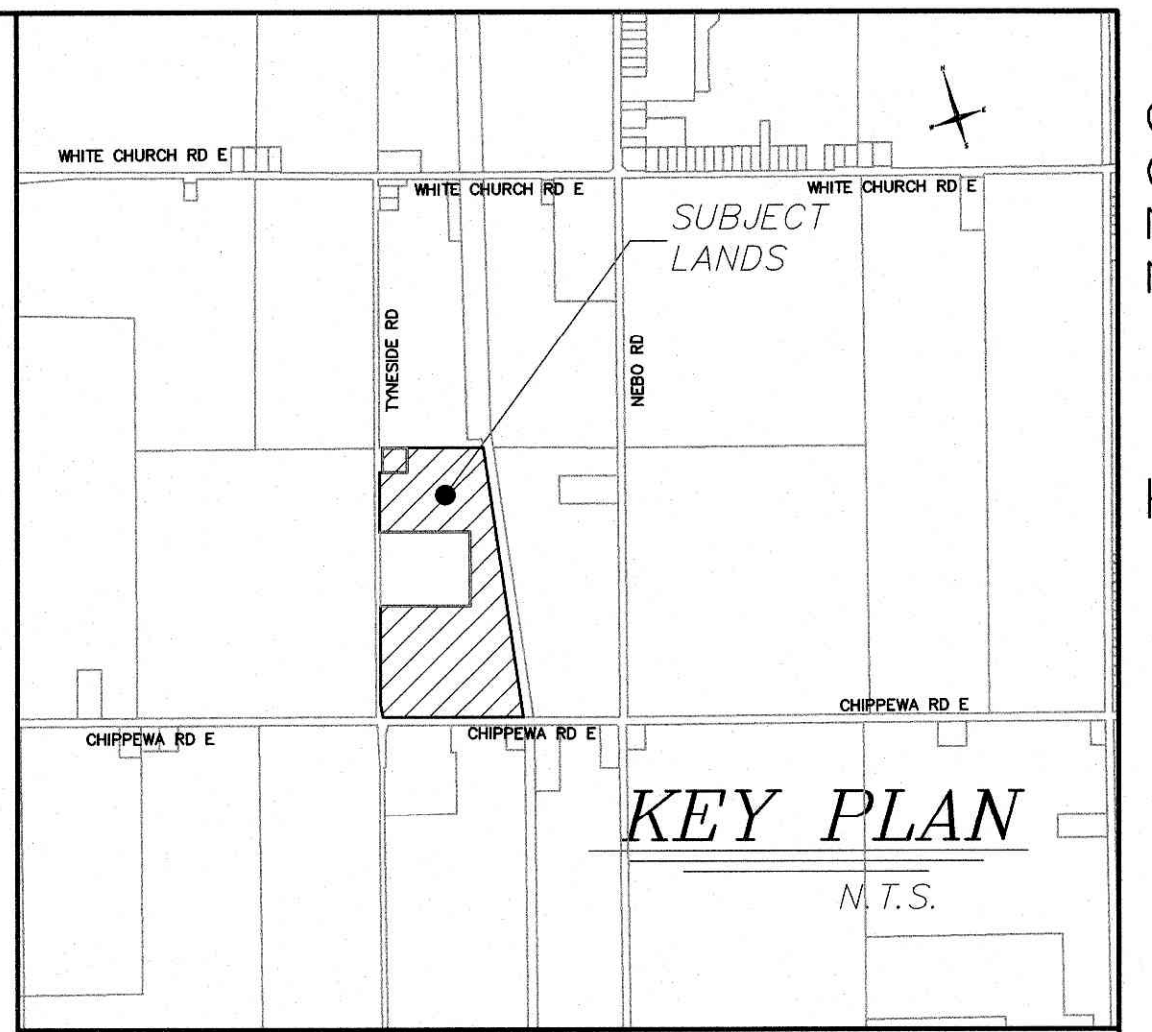 WHITE CHURCH RD E
WHITE CHURCH RD E
WHITE CHURCH RD E
SUBJECT
LANDS
TYNESIDE RD
NEBO RD
CHIPPEWA RD E
CHIPPEWA RD E
CHIPPEWA RD E
KEY PLAN
N.T.S.